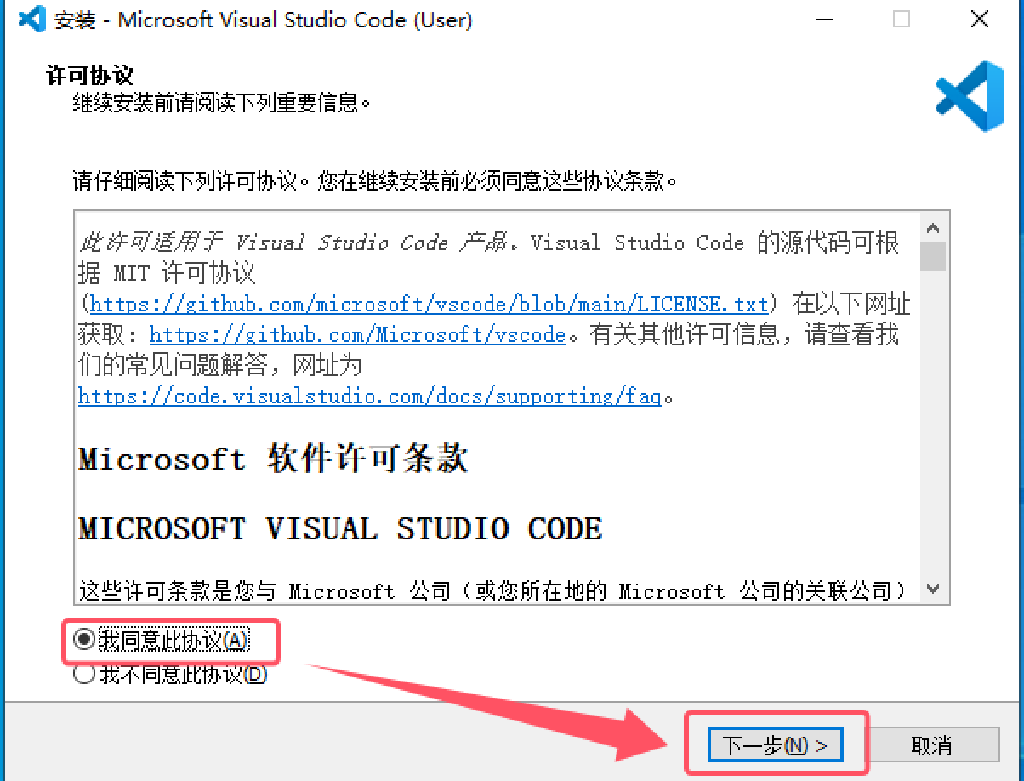 安装 - Microsoft Visual Studio Code (User)
许可协议
继续安装前请阅读下列重要信息。
请仔细阅读下列许可协议。您在继续安装前必须同意这些协议条款。
此许可适用于 Visual Studio Code 产品。Visual Studio Code 的源代码可根
据 MIT 许可协议
(https://github.com/microsoft/vscode/blob/main/LICENSE.txt) 在以下网址
获取：https://github.com/Microsoft/vscode。有关其他许可信息，请查看我
们的常见问题解答，网址为
https://code.visualstudio.com/docs/supporting/faq。
Microsoft 软件许可条款
MICROSOFT VISUAL STUDIO CODE
这些许可条款是您与 Microsoft 公司（或您所在地的 Microsoft 公司的关联公司）
我同意此协议(A)
我不同意此协议(D)
下一步(N) >
取消